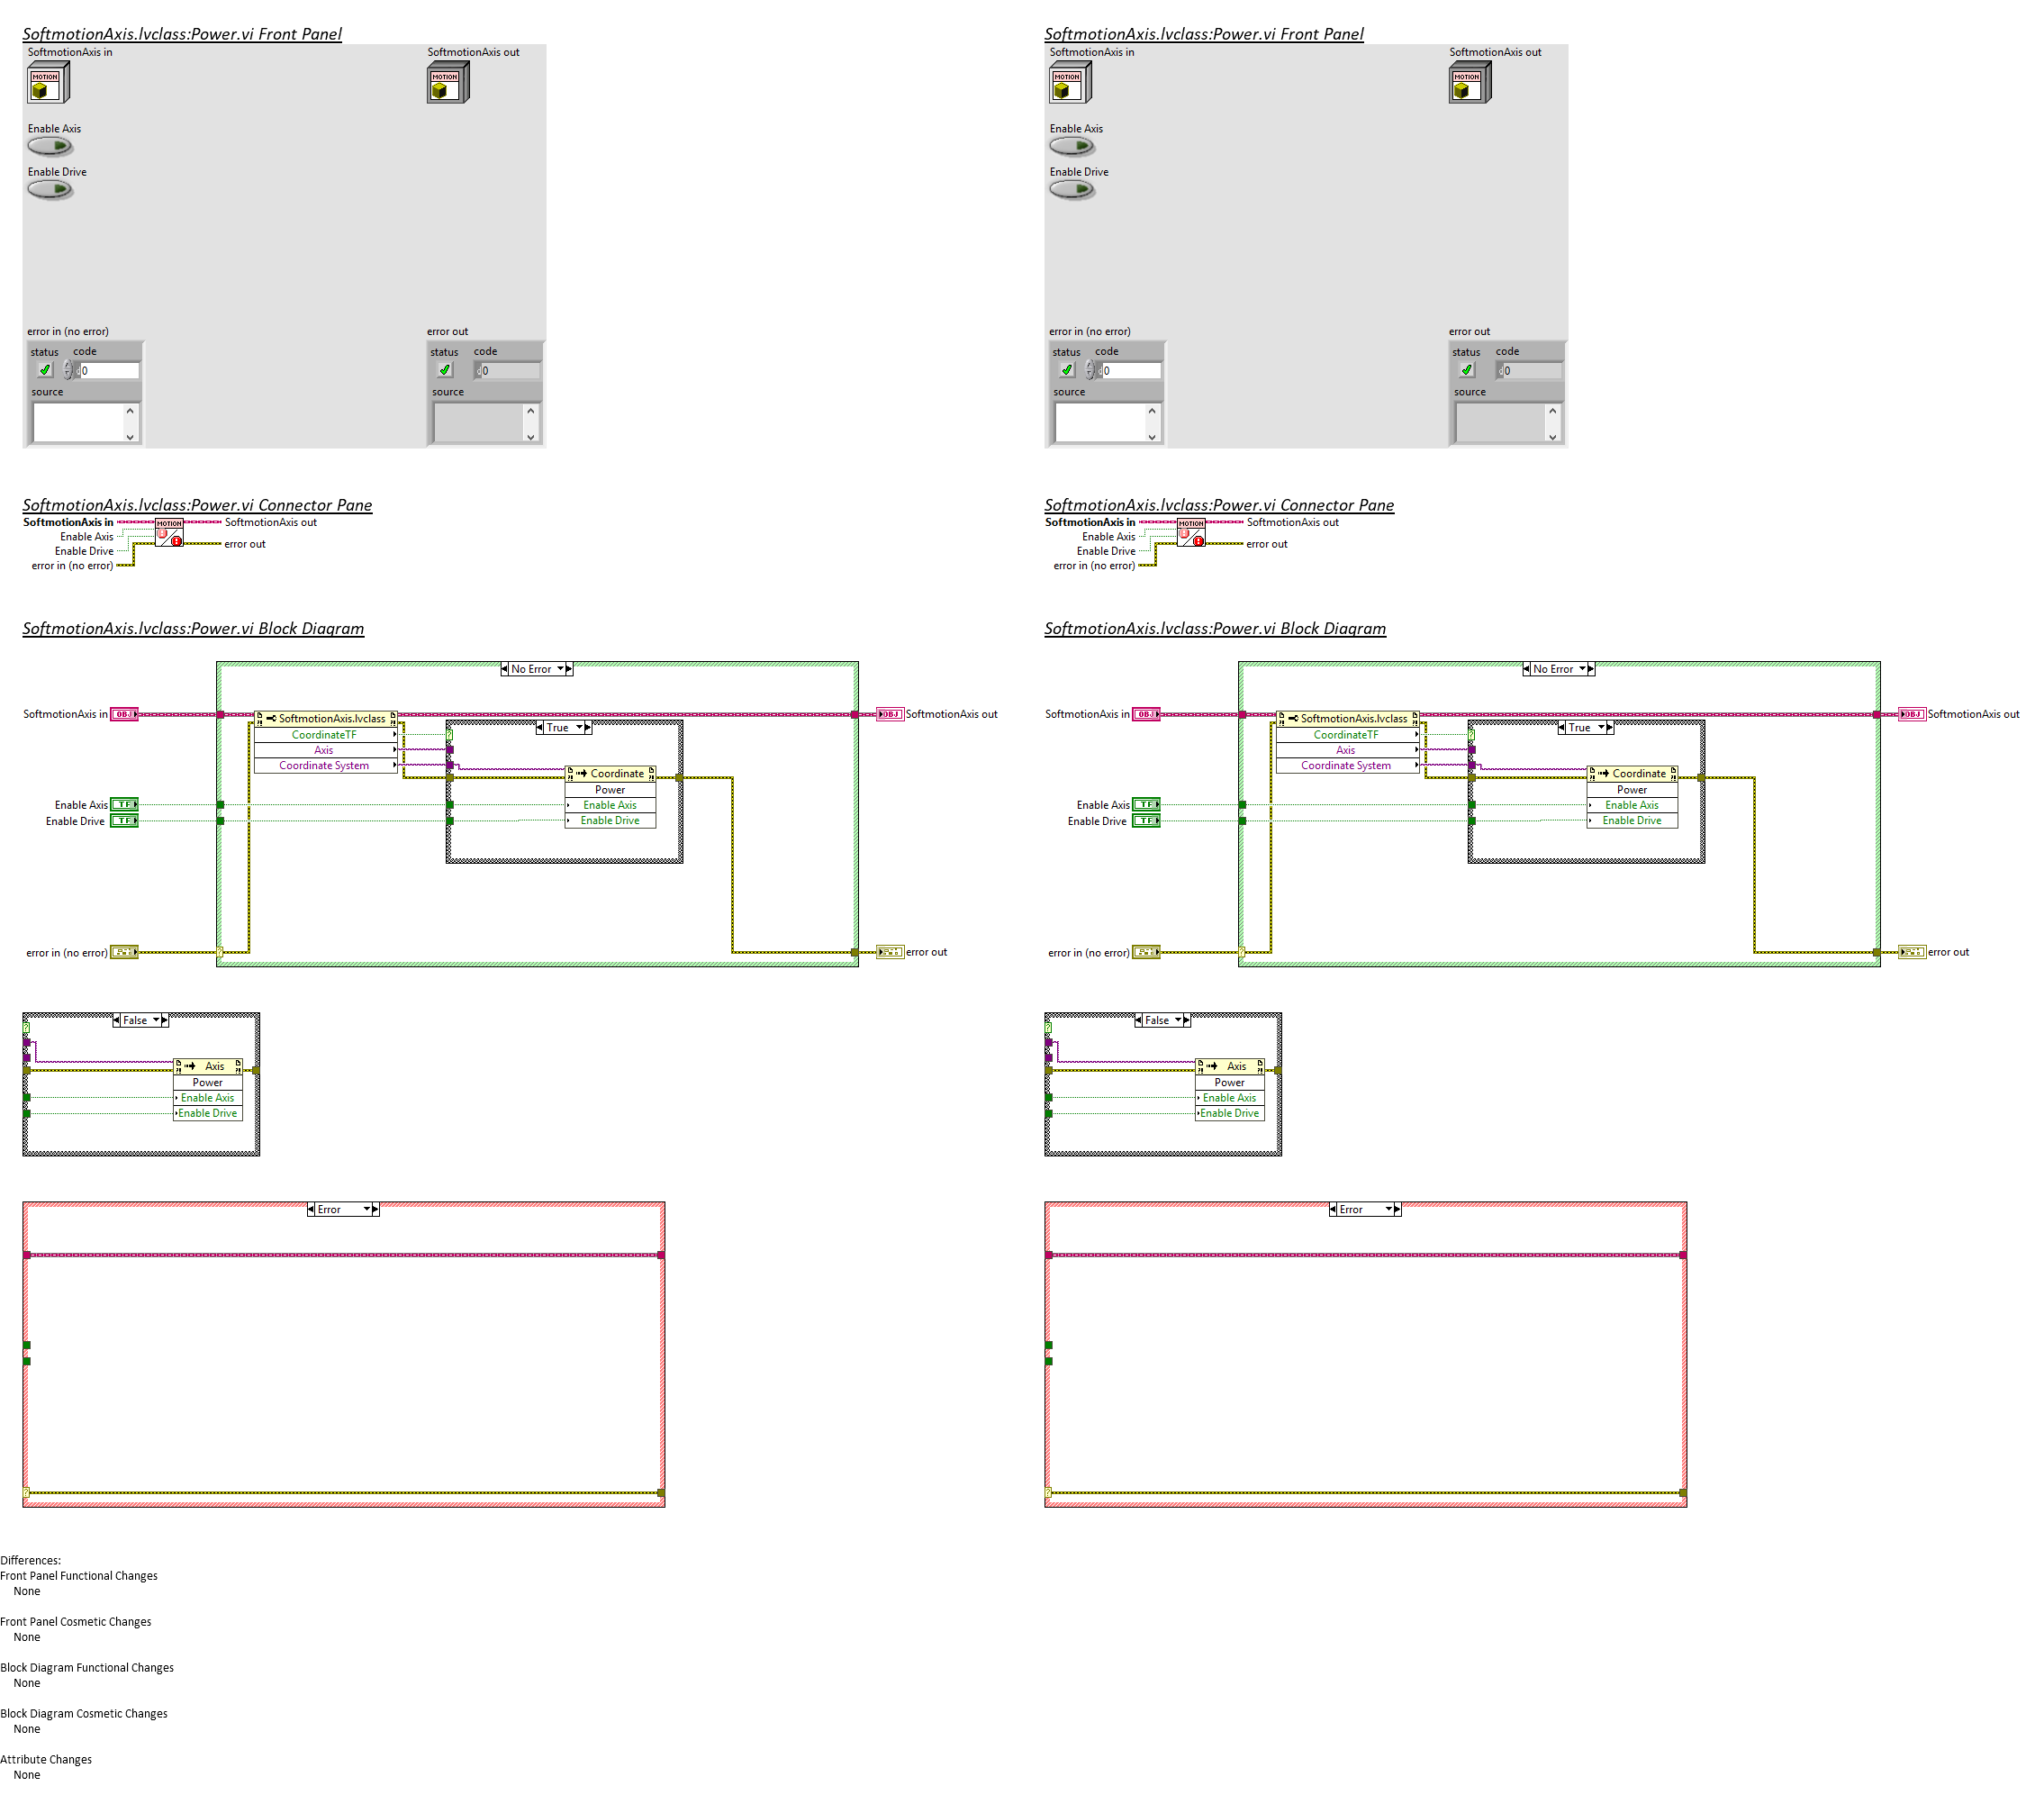 SoftmotionAxis.lvclass:Power.vi Front Panel
SoftmotionAxis in
SoftmotionAxis out
MOTION
MOTION
Enable Axis
Enable Drive
error in (no error)
error out
status code
0
source
status code
0
source
SoftmotionAxis.lvclass:Power.vi Connector Pane
SoftmotionAxis in
MOTION
SoftmotionAxis out
Enable Axis
Enable Drive
error out
error in (no error)
SoftmotionAxis.lvclass:Power.vi Block Diagram
No Error
SoftmotionAxis in
OBJ
SoftmotionAxis.lvclass
CoordinateTF
Axis
Coordinate System
True
Coordinate
Power
Enable Axis
Enable Drive
OBJ
SoftmotionAxis out
Enable Axis
TF
Enable Drive
TF
error in (no error)
error out
False
Axis
Power
Enable Axis
Enable Drive
Error
SoftmotionAxis.lvclass:Power.vi Front Panel
SoftmotionAxis in
SoftmotionAxis out
MOTION
MOTION
Enable Axis
Enable Drive
error in (no error)
error out
status code
0
source
status code
0
source
SoftmotionAxis.lvclass:Power.vi Connector Pane
SoftmotionAxis in
MOTION
SoftmotionAxis out
Enable Axis
Enable Drive
error out
error in (no error)
SoftmotionAxis.lvclass:Power.vi Block Diagram
No Error
SoftmotionAxis in
OBJ
SoftmotionAxis.lvclass
CoordinateTF
Axis
Coordinate System
True
Coordinate
Power
Enable Axis
Enable Drive
OBJ
SoftmotionAxis out
Enable Axis
TF
Enable Drive
TF
error in (no error)
error out
False
Axis
Power
Enable Axis
Enable Drive
Error
Differences:
Front Panel Functional Changes
None
Front Panel Cosmetic Changes
None
Block Diagram Functional Changes
None
Block Diagram Cosmetic Changes
None
Attribute Changes
None